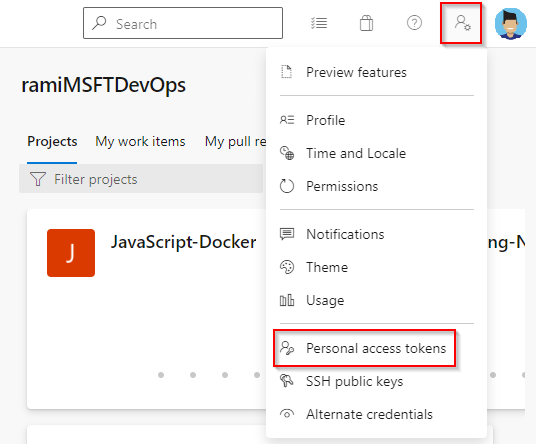 Search
ramiMSFTDevOps
Projects My work items My pull re
Filter projects
J JavaScript-Docker
ng-N
Preview features
Profile
Time and Locale
Permissions
Notifications
Theme
Usage
Personal access tokens
SSH public keys
Alternate credentials